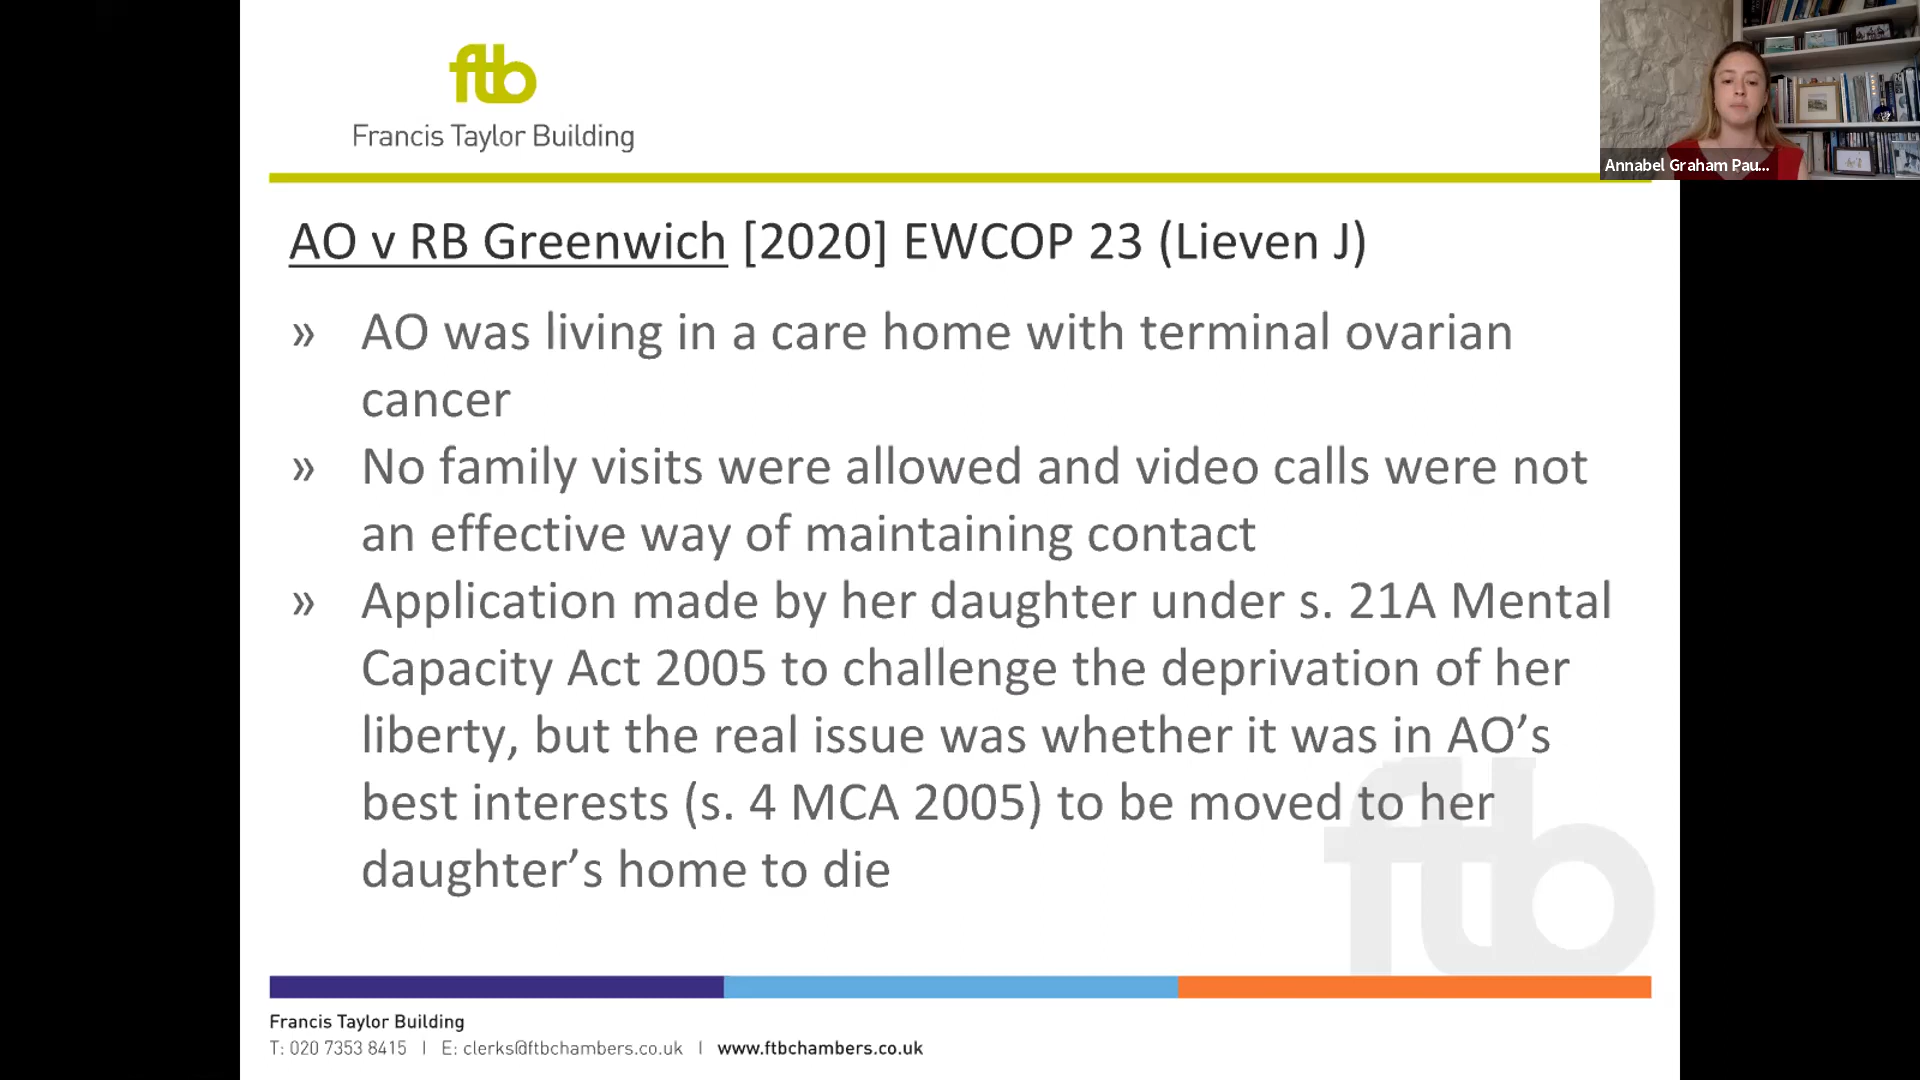 ftb
Francis Taylor Building
Annabel Graham Pau...
AO v RB Greenwich [2020] EWCOP 23 (Lieven J)
» AO was living in a care home with terminal ovarian
cancer
» No family visits were allowed and video calls were not
an effective way of maintaining contact
» Application made by her daughter under s. 21A Mental
Capacity Act 2005 to challenge the deprivation of her
liberty, but the real issue was whether it was in AO’s
best interests (s. 4 MCA 2005) to be moved to her
daughter’s home to die
ftb
Francis Taylor Building
T: 020 7353 8415 | E: clerks@ftbchambers.co.uk | www.ftbchambers.co.uk